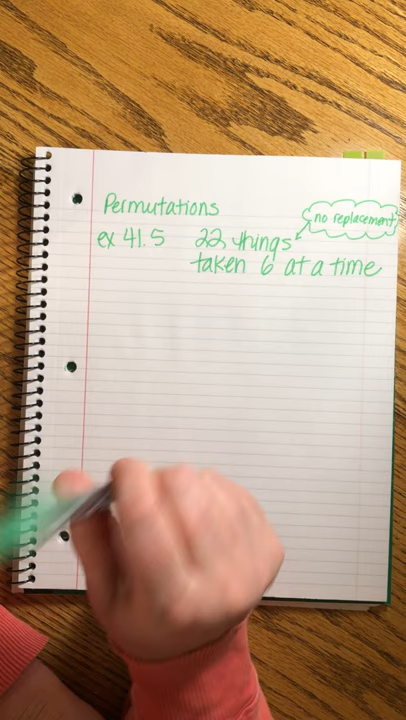 Permutations
no replacement
ex 41.5 22 things
taken 6 at a time